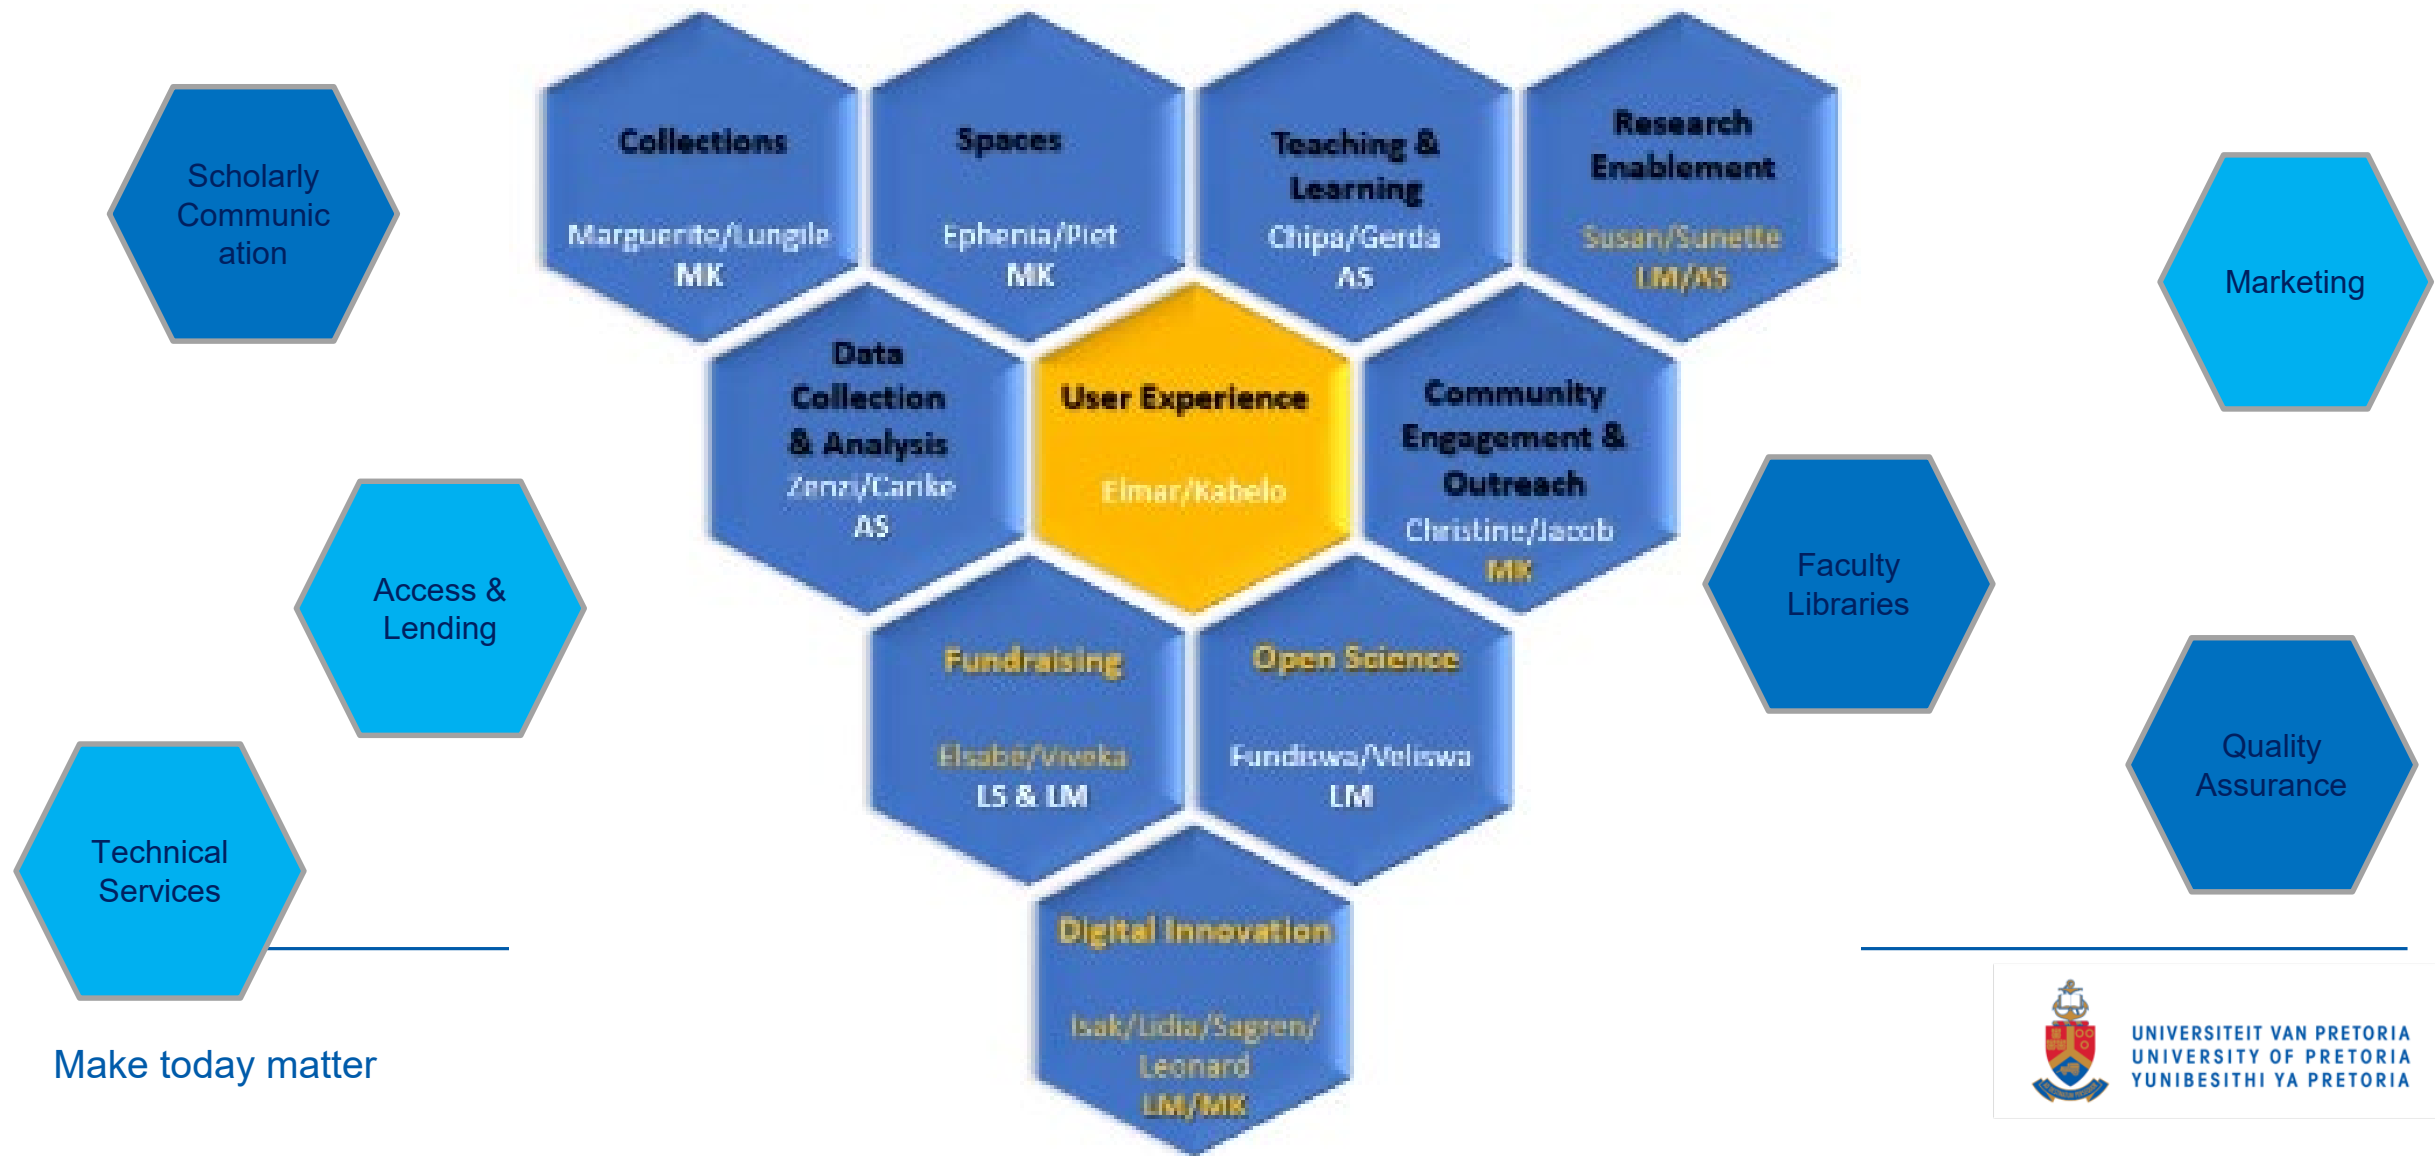 Scholarly
Communic
ation
Collections
Marguerite/Lungile
MK
Spaces
Ephenia/Piet
MK
Teaching &
Learning
Chipa/Gerda
AS
Research
Enablement
Susan/Sunette
LM/AS
Marketing
Data
Collection
& Analysis
Zenzi/Carike
AS
User Experience
Elmar/Kabelo
Community
Engagement &
Outreach
Christine/Jacob
MK
Access &
Lending
Faculty
Libraries
Fundraising
Elsabé/Viveka
LS & LM
Open Science
Fundiswa/Veliswa
LM
Quality
Assurance
Technical
Services
Digital Innovation
Isak/Lidia/Sagren/
Leonard
LM/MK
Make today matter
UNIVERSITEIT VAN PRETORIA
UNIVERSITY OF PRETORIA
YUNIBESITHI YA PRETORIA